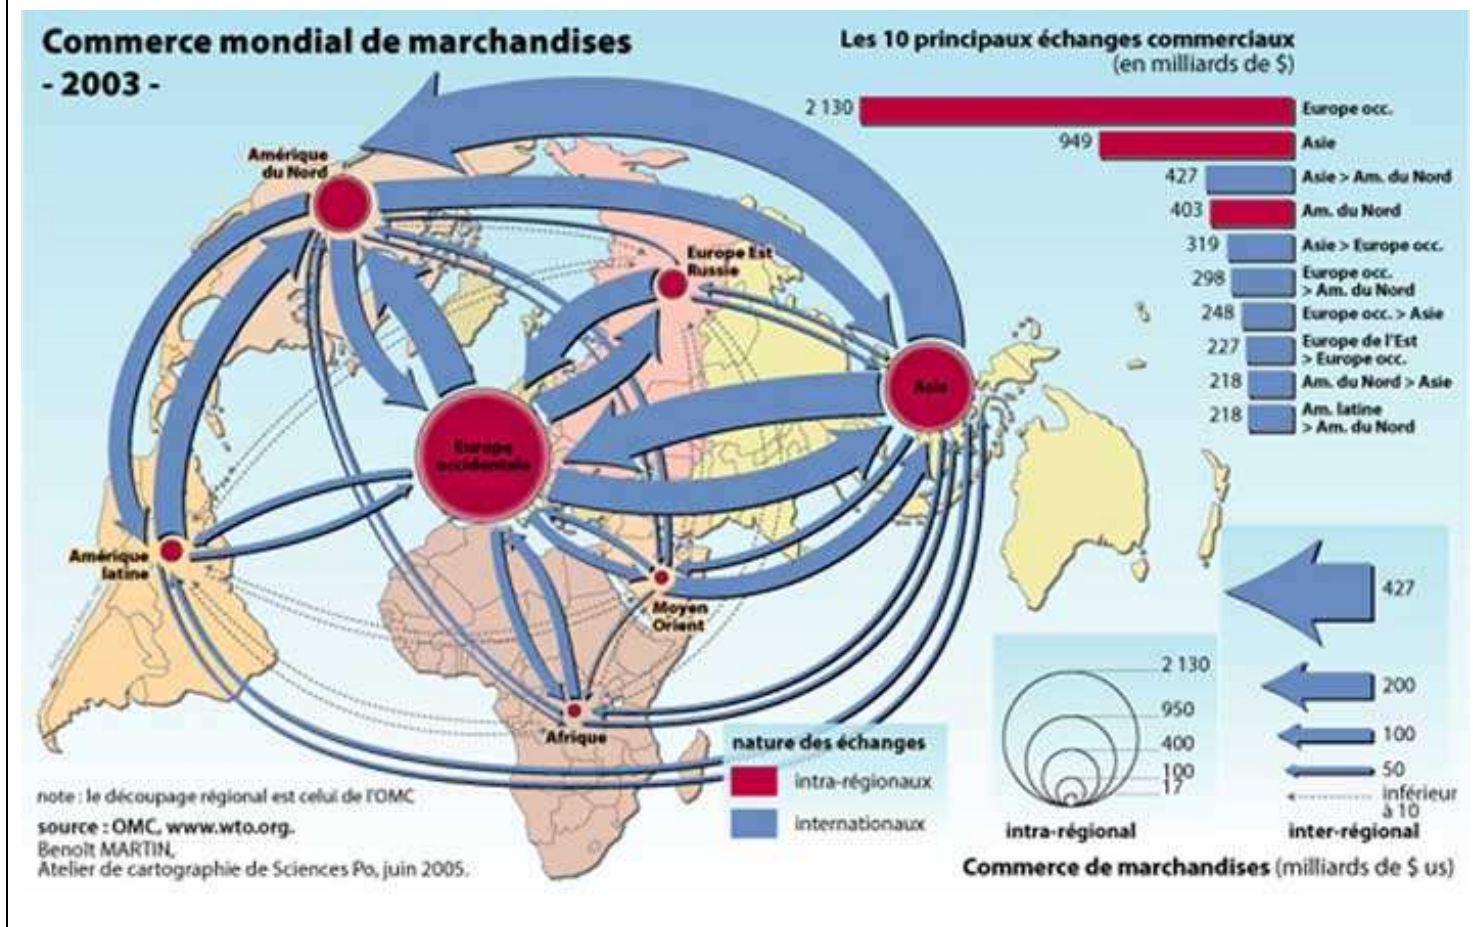 Commerce mondial de marchandises
- 2003 -
Les 10 principaux échanges commerciaux
(en milliards de $)
2 130 Europe occ.
949 Asie
427 Asie > Am. du Nord
403 Am. du Nord
319 Asie > Europe occ.
298 Europe occ.
> Am. du Nord
248 Europe occ. > Asie
227 Europe de l'Est
> Europe occ.
218 Am. du Nord > Asie
218 Am. latine
> Am. du Nord
Amérique
du Nord
Europe Est
Russie
Asie
Europe
occidentale
Amérique
latine
Moyen
Orient
Afrique
nature des échanges
intra-régionaux
internationaux
2 130
950
400
100
17
intra-régional
427
200
100
50
inférieur
à 10
inter-régional
Commerce de marchandises (milliards de $ us)
note : le découpage régional est celui de l'OMC
source : OMC, www.wto.org.
Benoît MARTIN,
Atelier de cartographie de Sciences Po, juin 2005.